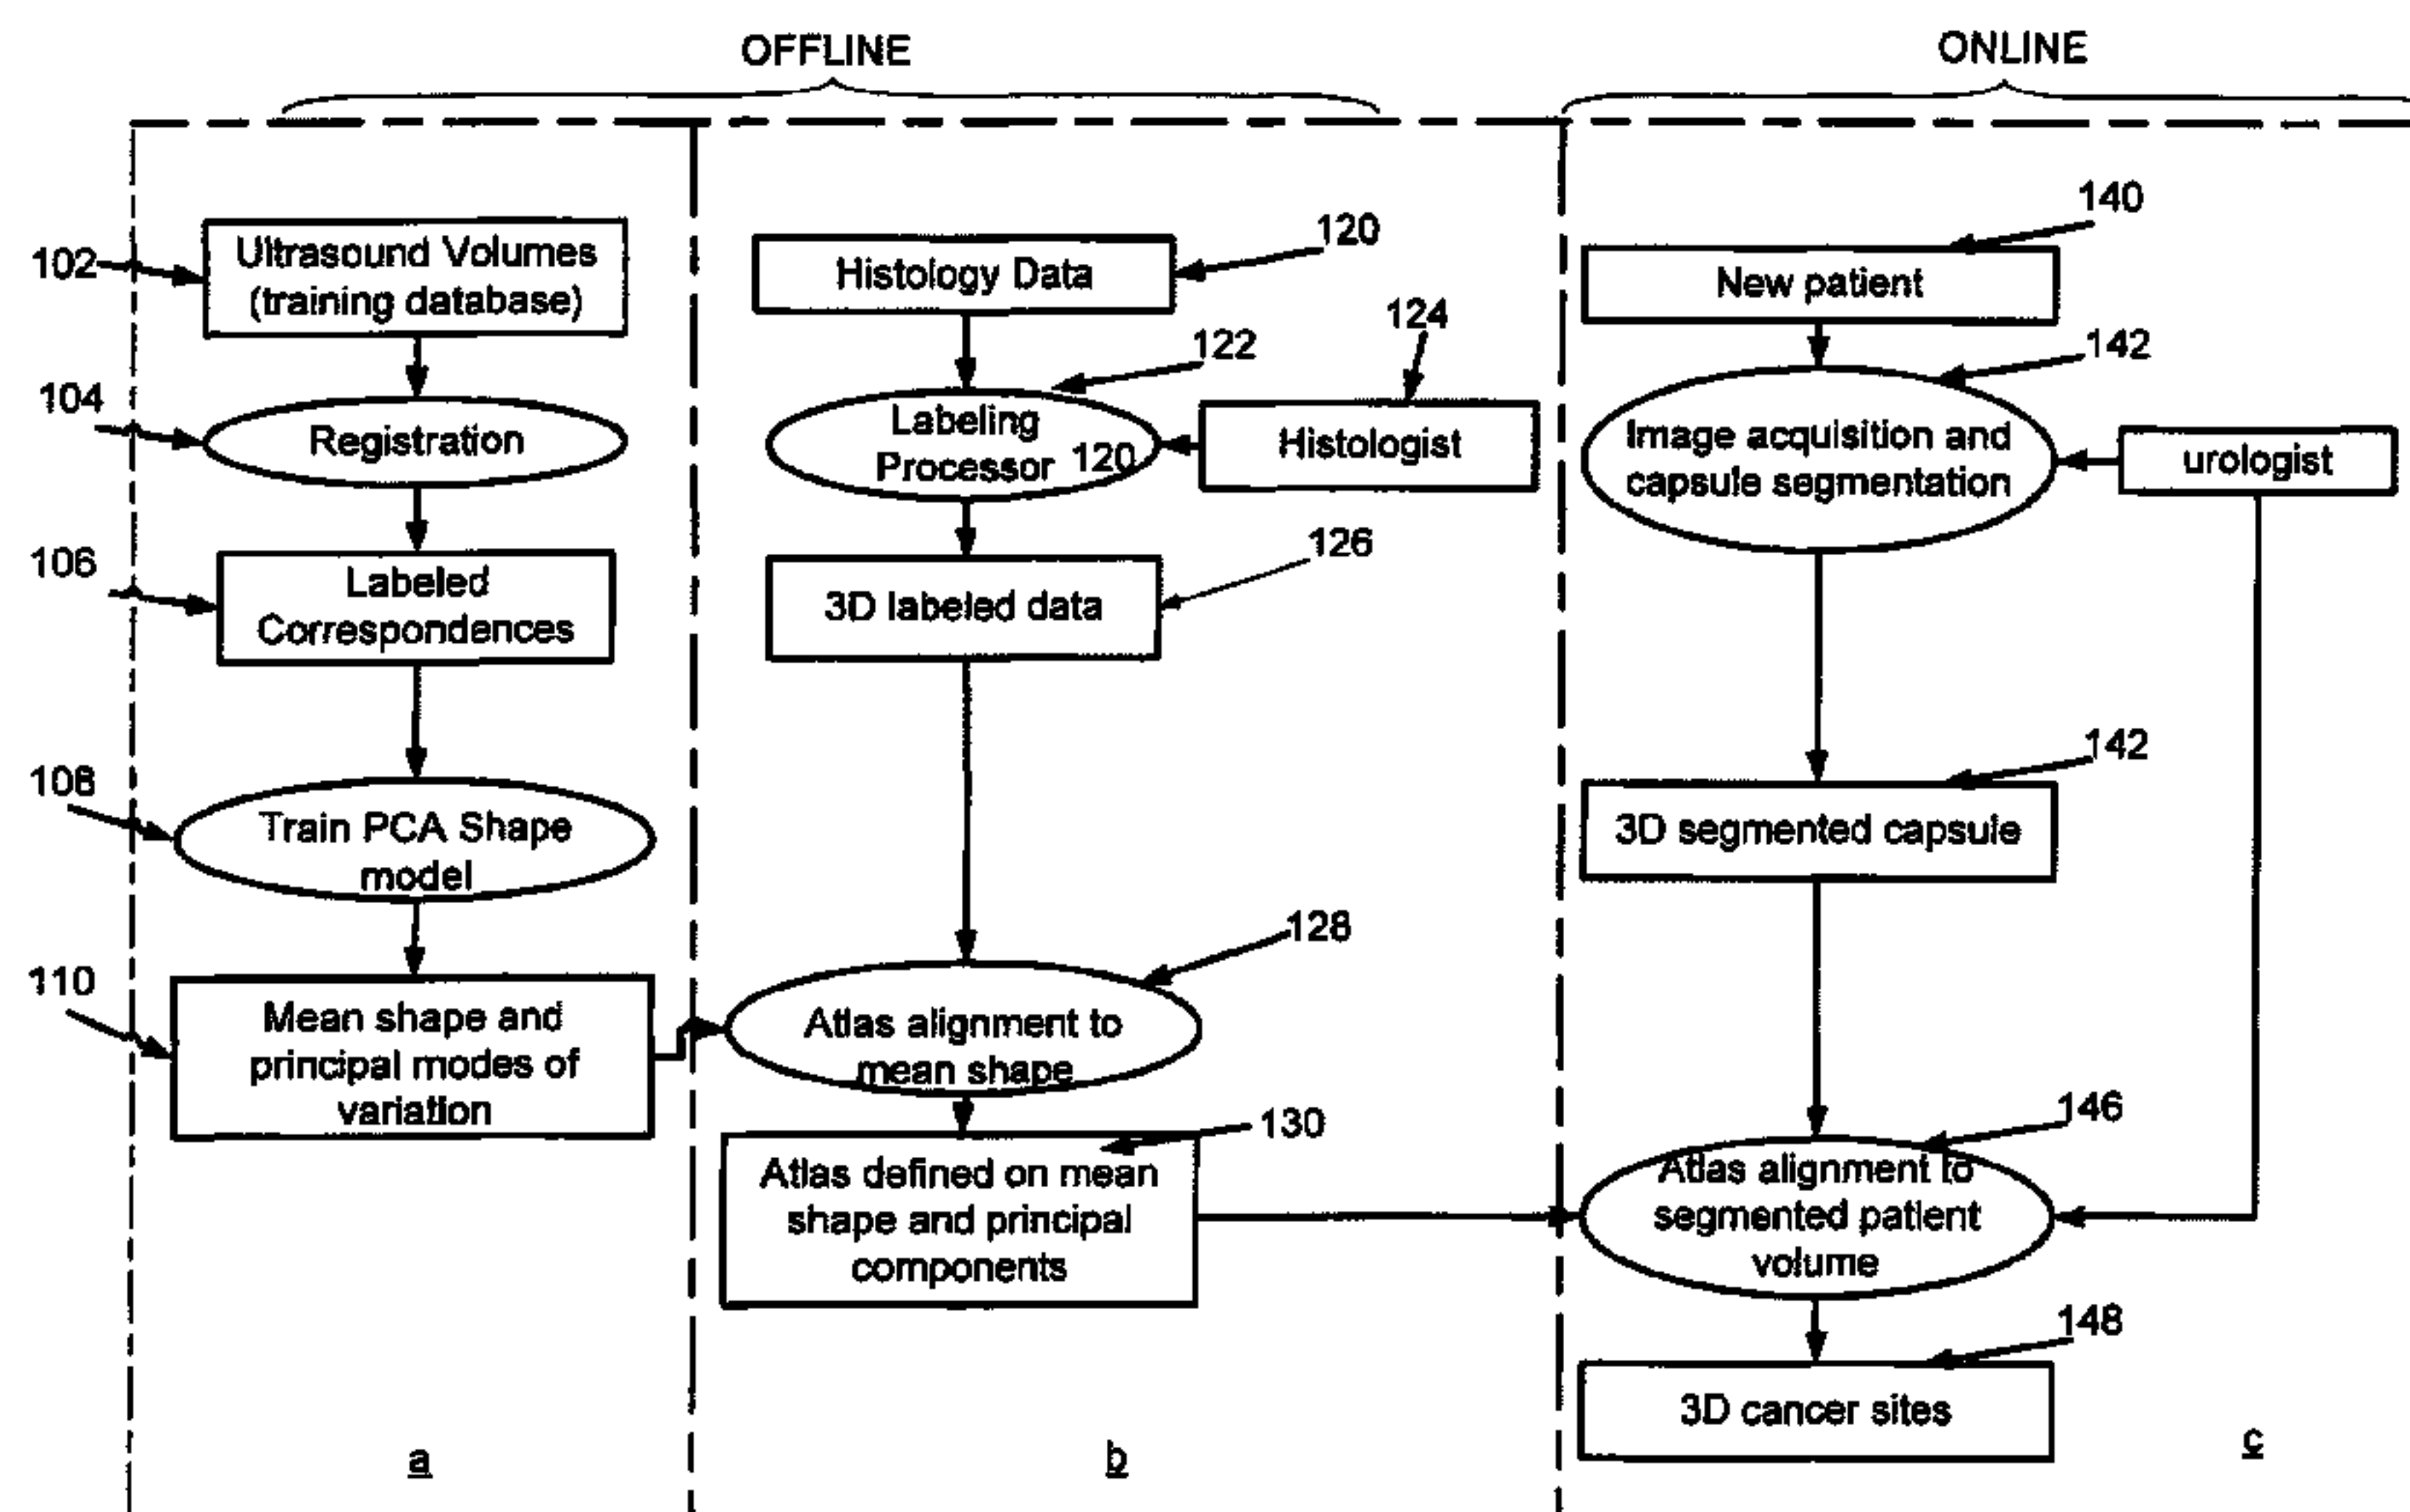 OFFLINE
ONLINE
102
Ultrasound Volumes
(training database)
104
Registration
106
Labeled
Correspondences
108
Train PCA Shape
model
110
Mean shape and
principal modes of
variation
a
120
Histology Data
122
124
Labeling
Processor 120
Histologist
126
3D labeled data
128
Atlas alignment to
mean shape
130
Atlas defined on mean
shape and principal
components
b
140
New patient
142
Image acquisition and
capsule segmentation
urologist
142
3D segmented capsule
146
Atlas alignment to
segmented patient
volume
148
3D cancer sites
c